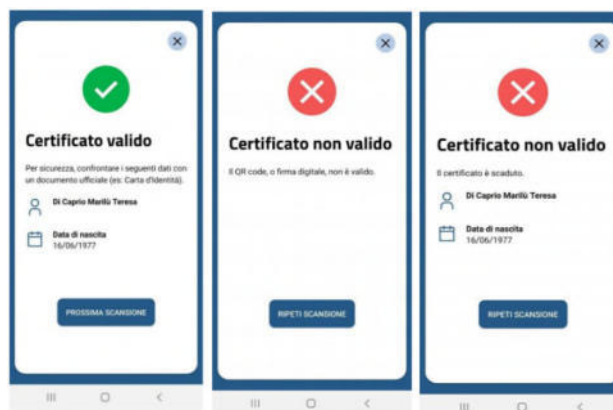 Certificato valido
Per sicurezza, confrontare i seguenti dati con
un documento ufficiale (es: Carta d'Identità).
Di Caprio Marilù Teresa
Data di nascita
16/06/1977
PROSSIMA SCANSIONE
Certificato non valido
Il QR code, o firma digitale, non è valido.
RIPETI SCANSIONE
Certificato non valido
Il certificato è scaduto.
Di Caprio Marilù Teresa
Data di nascita
16/06/1977
RIPETI SCANSIONE